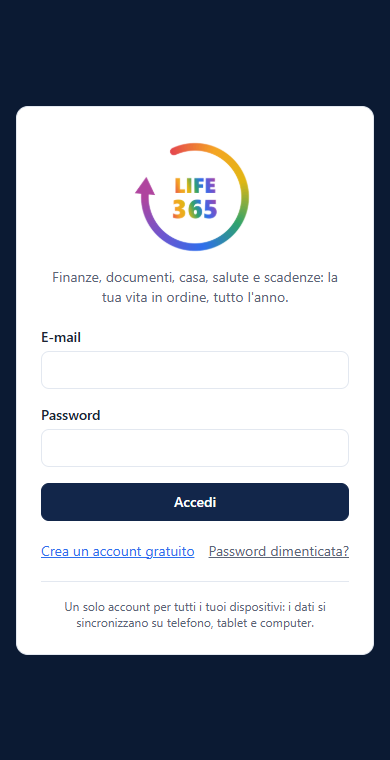 LIFE
365
Finanze, documenti, casa, salute e scadenze: la
tua vita in ordine, tutto l'anno.
E-mail
Password
Accedi
Crea un account gratuito Password dimenticata?
Un solo account per tutti i tuoi dispositivi: i dati si
sincronizzano su telefono, tablet e computer.